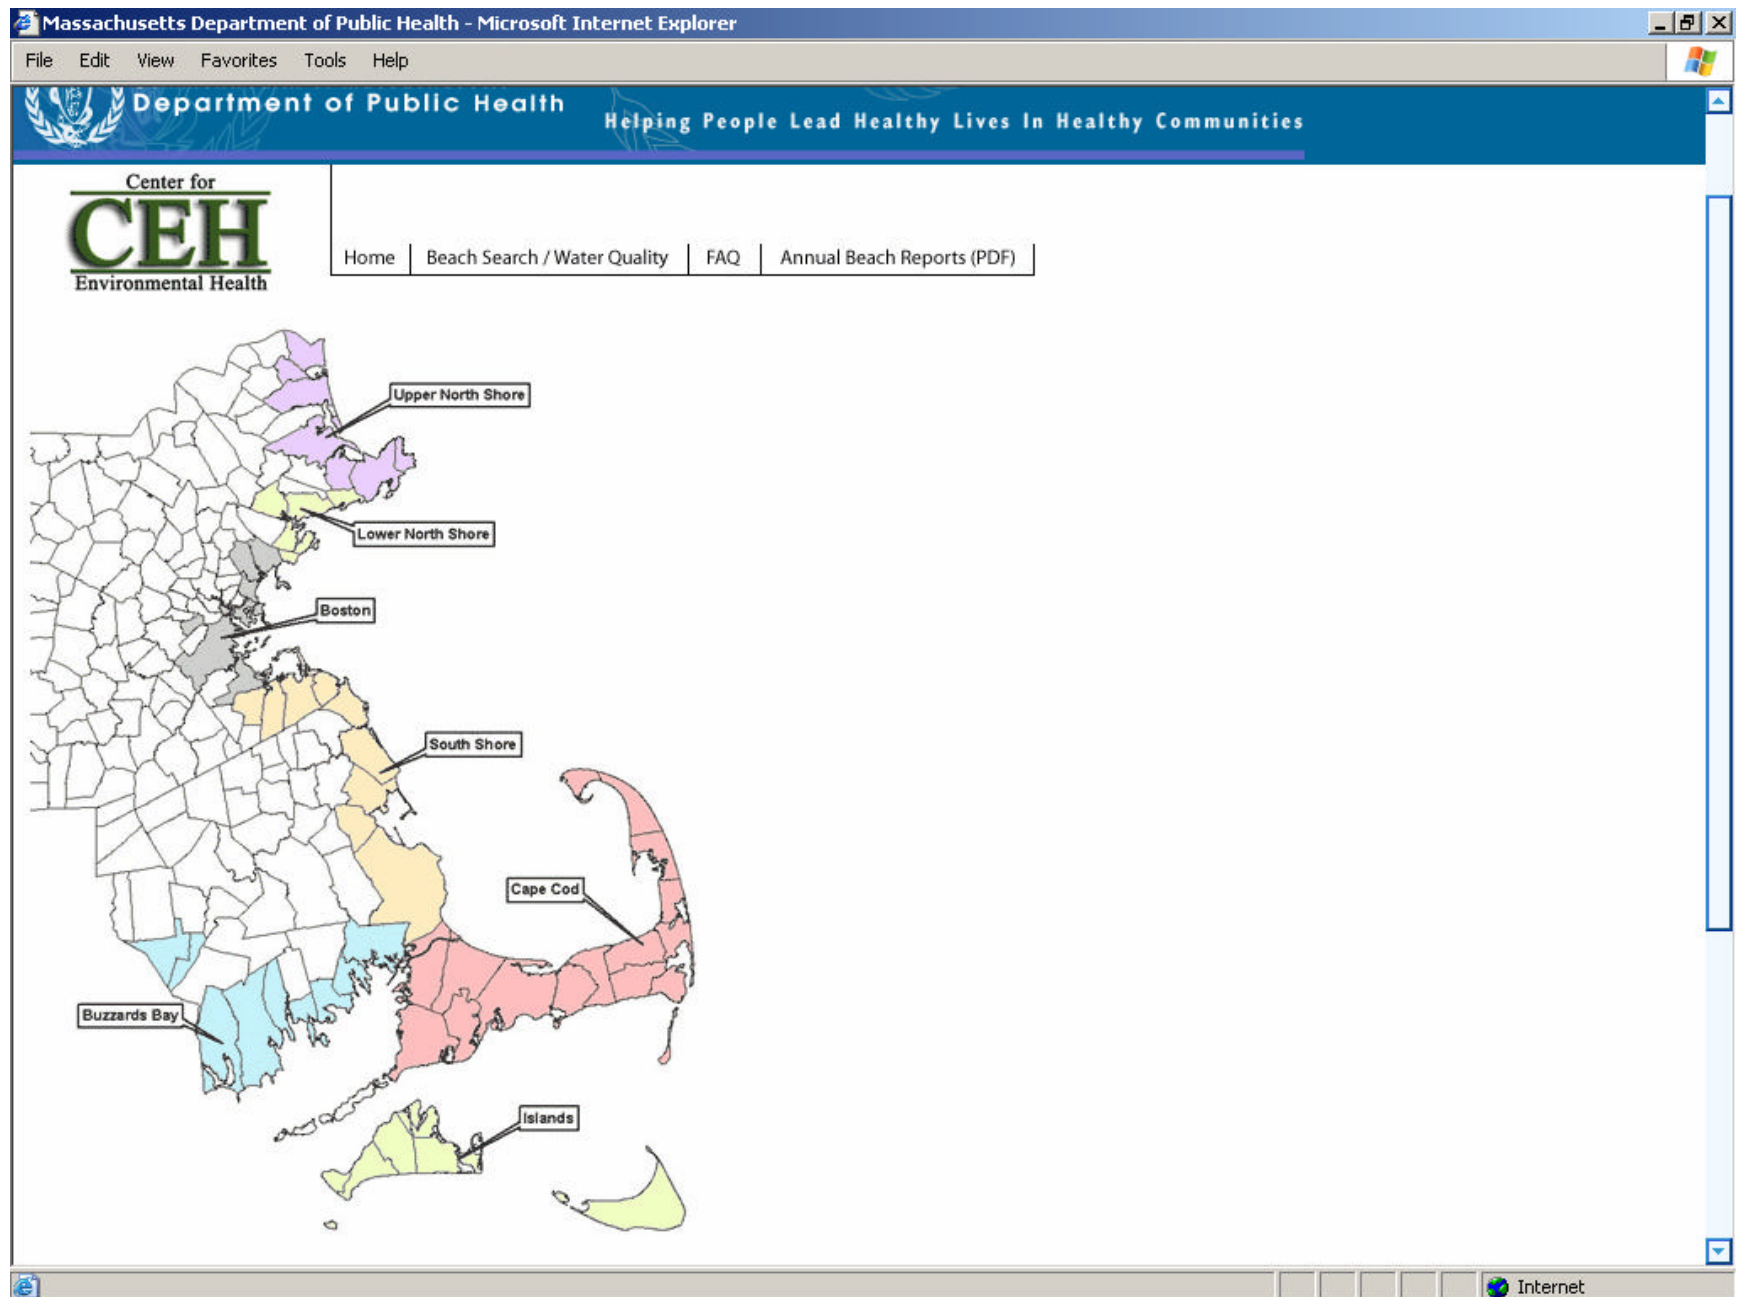 Massachusetts Department of Public Health - Microsoft Internet Explorer
File Edit View Favorites Tools Help
Department of Public Health
Helping People Lead Healthy Lives In Healthy Communities
Center for
CEH
Environmental Health
Home Beach Search / Water Quality FAQ Annual Beach Reports (PDF)
Upper North Shore
Lower North Shore
Boston
South Shore
Cape Cod
Buzzards Bay
Islands
Internet